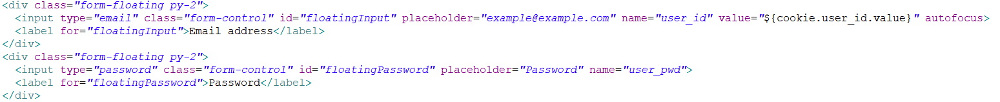 <div class="form-floating py-2">
  <input type="email" class="form-control" id="floatingInput" placeholder="example@example.com" name="user_id" value="${cookie.user_id.value}" autofocus>
  <label for="floatingInput">Email address</label>
</div>
<div class="form-floating py-2">
  <input type="password" class="form-control" id="floatingPassword" placeholder="Password" name="user_pwd">
  <label for="floatingPassword">Password</label>
</div>